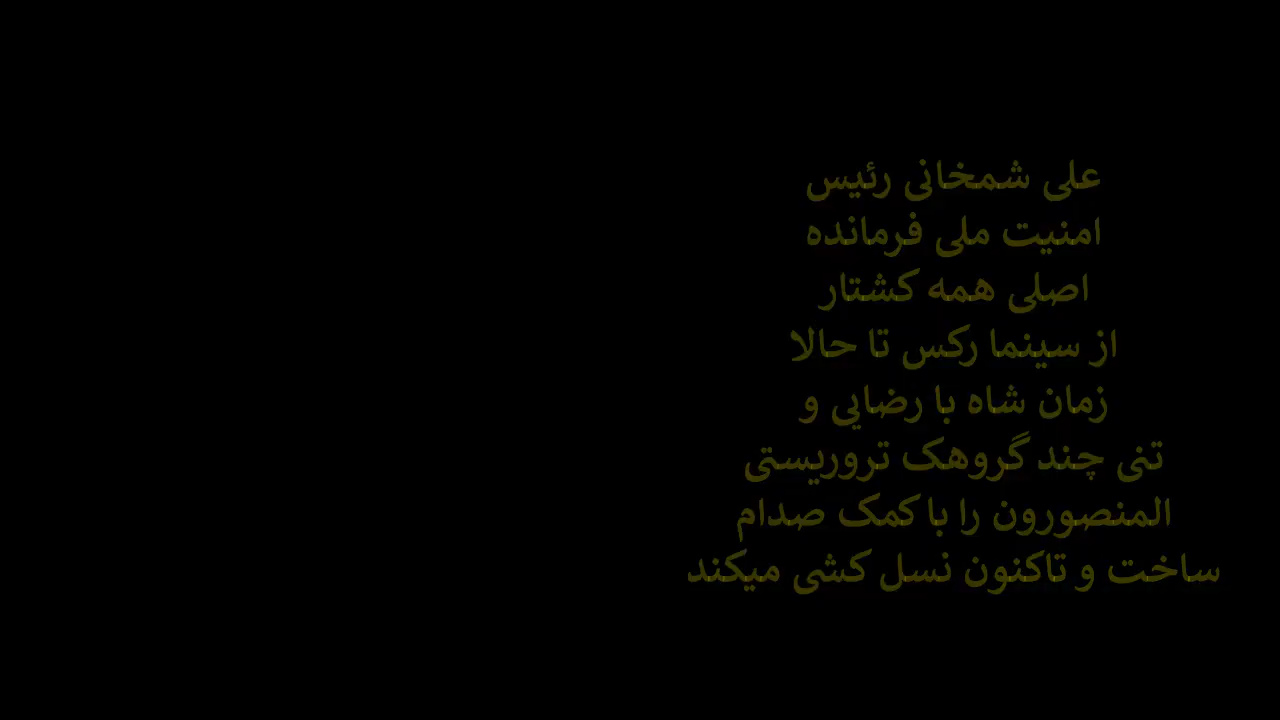 علی شمخانی رئیس
امنیت ملی فرمانده
اصلی همه کشتار
از سینما رکس تا حالا
زمان شاه با رضایی و
تنی چند گروهک تروریستی
المنصورون را با کمک صدام
ساخت و تاکنون نسل کشی میکند